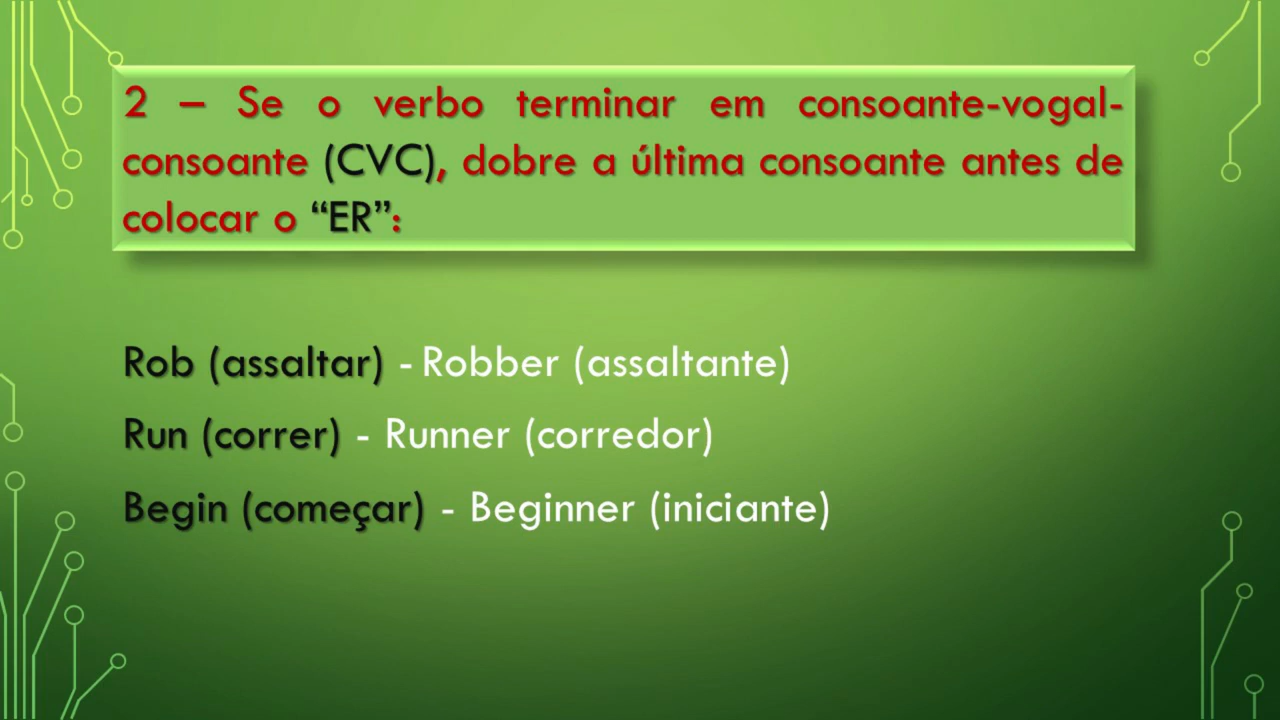 2 – Se o verbo terminar em consoante-vogal-
consoante (CVC), dobre a última consoante antes de
colocar o “ER”:
Rob (assaltar) - Robber (assaltante)
Run (correr) - Runner (corredor)
Begin (começar) - Beginner (iniciante)